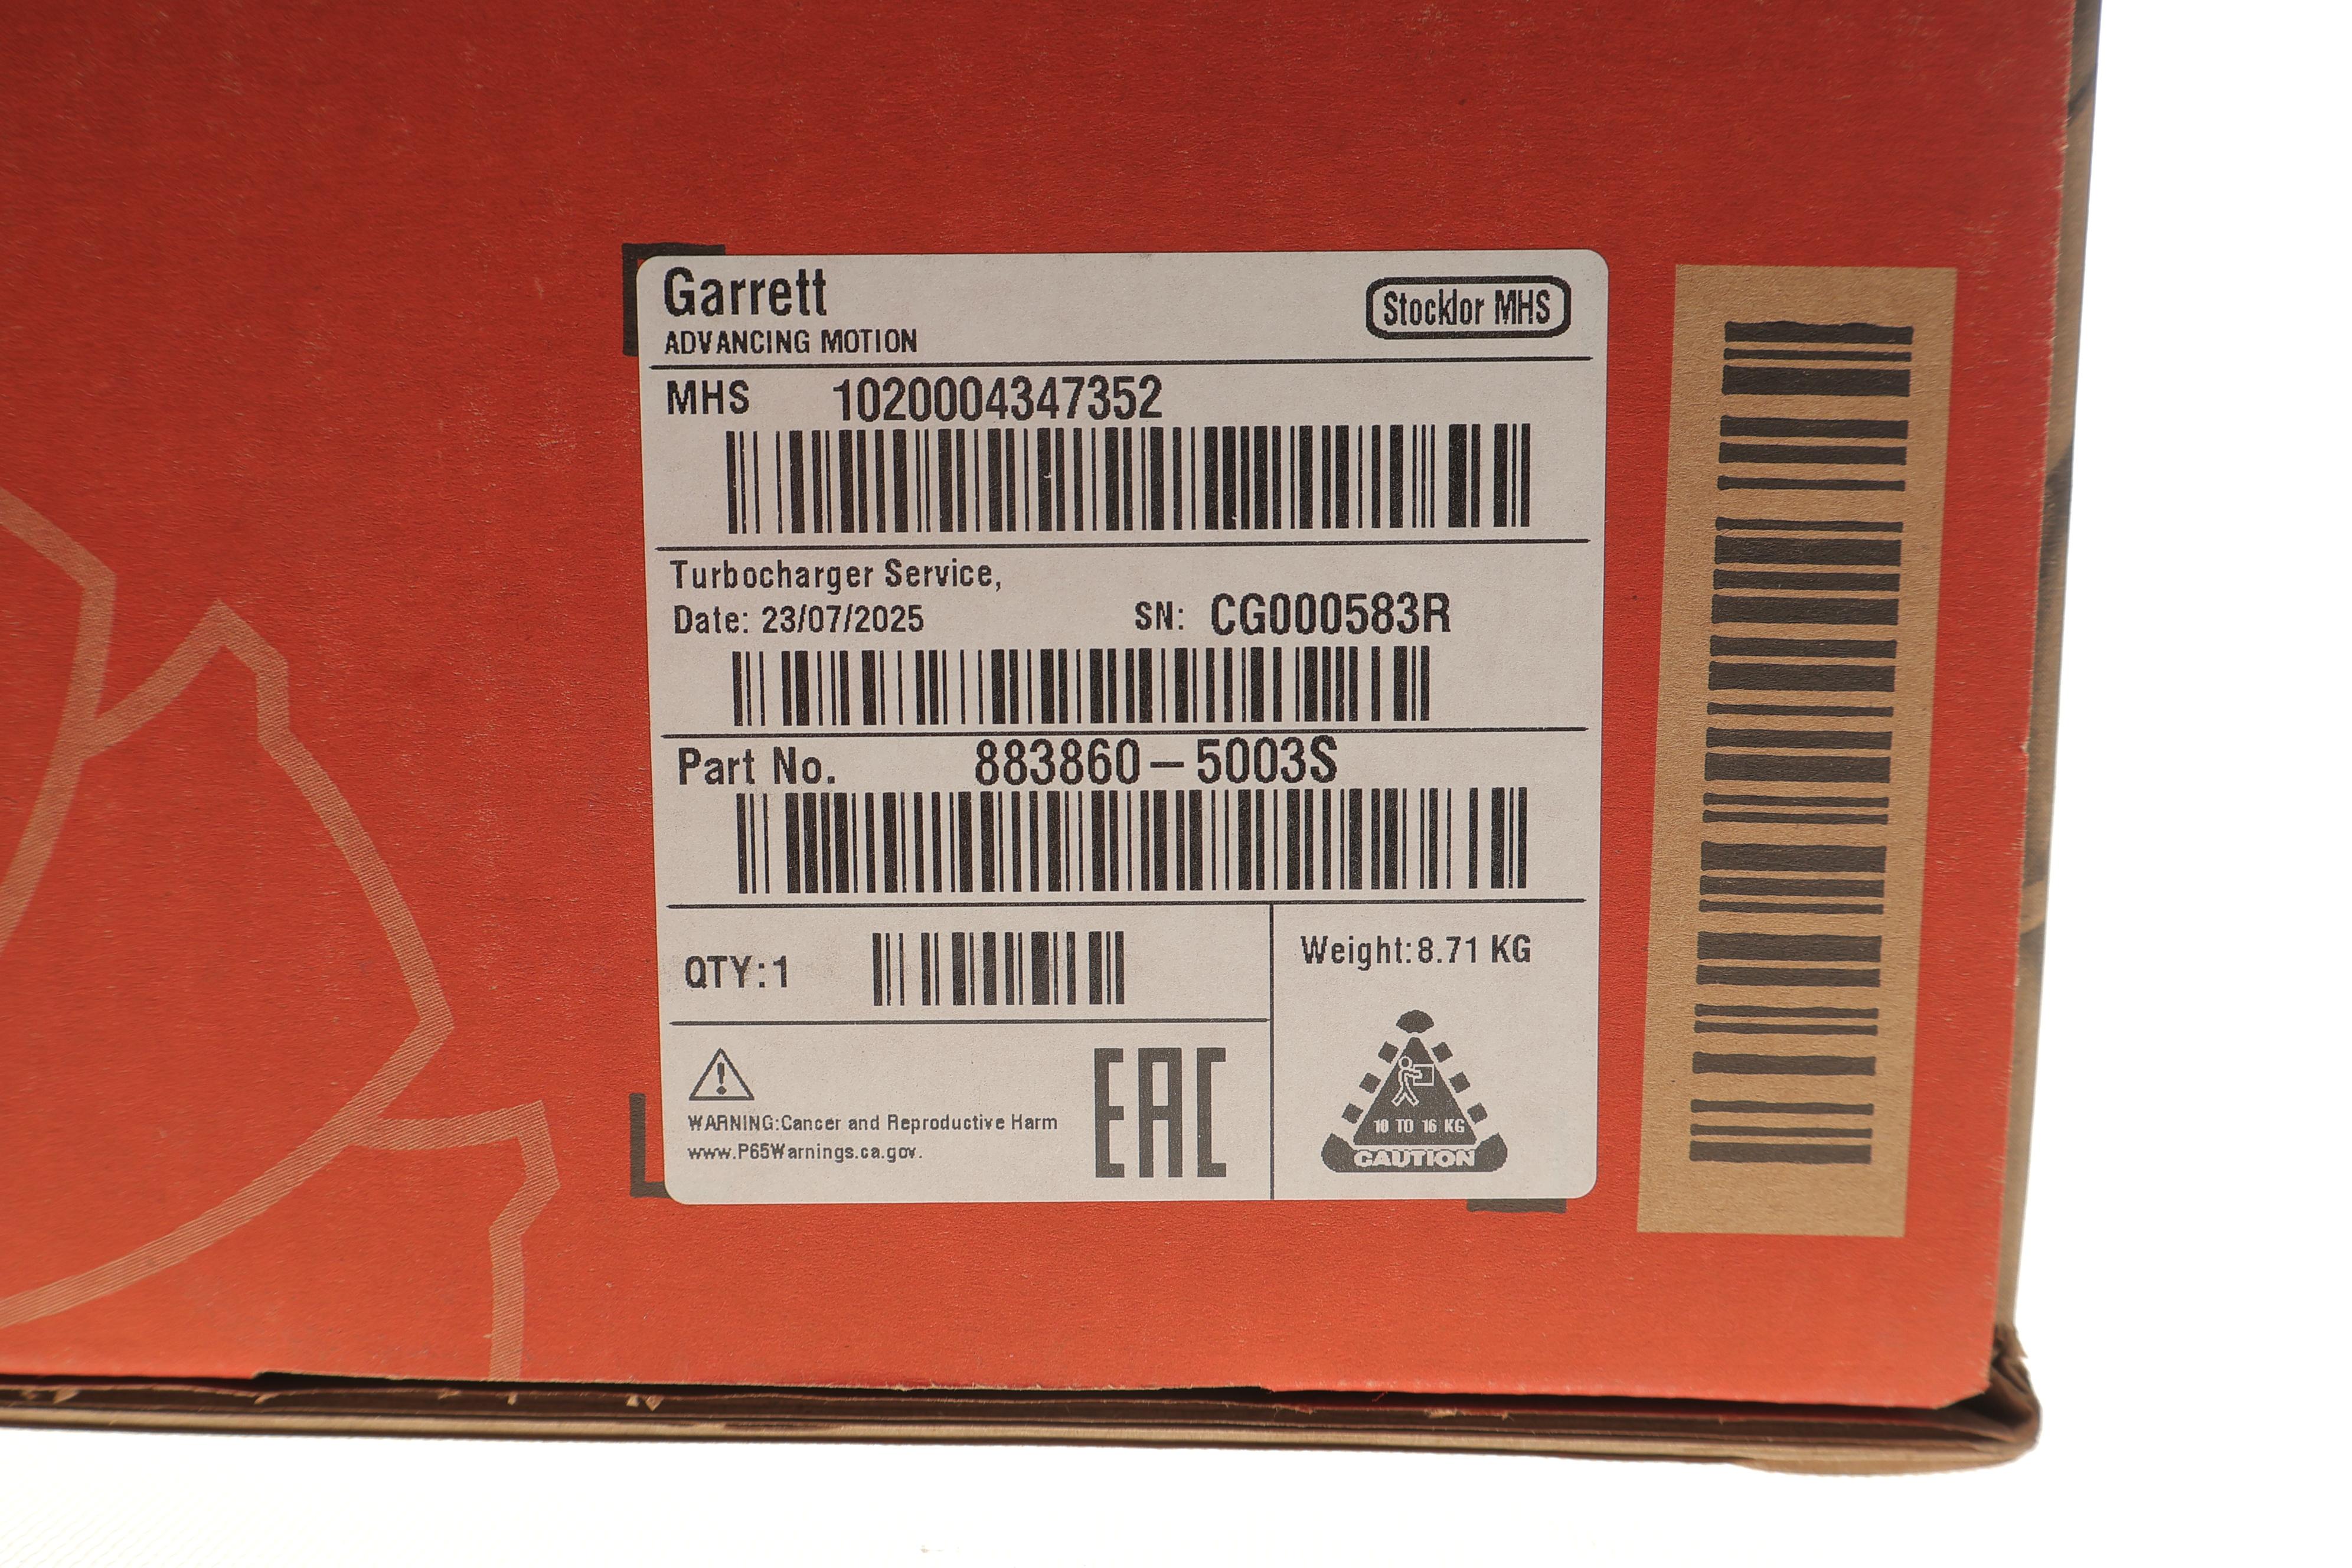 Garrett
ADVANCING MOTION
Stocklor MHS
MHS 1020004347352
Turbocharger Service,
Date: 23/07/2025 SN: CG000583R
Part No. 883860-5003S
QTY:1
Weight:8.71 KG
WARNING:Cancer and Reproductive Harm
www.P65Warnings.ca.gov.
EAC
10 TO 16 KG
CAUTION